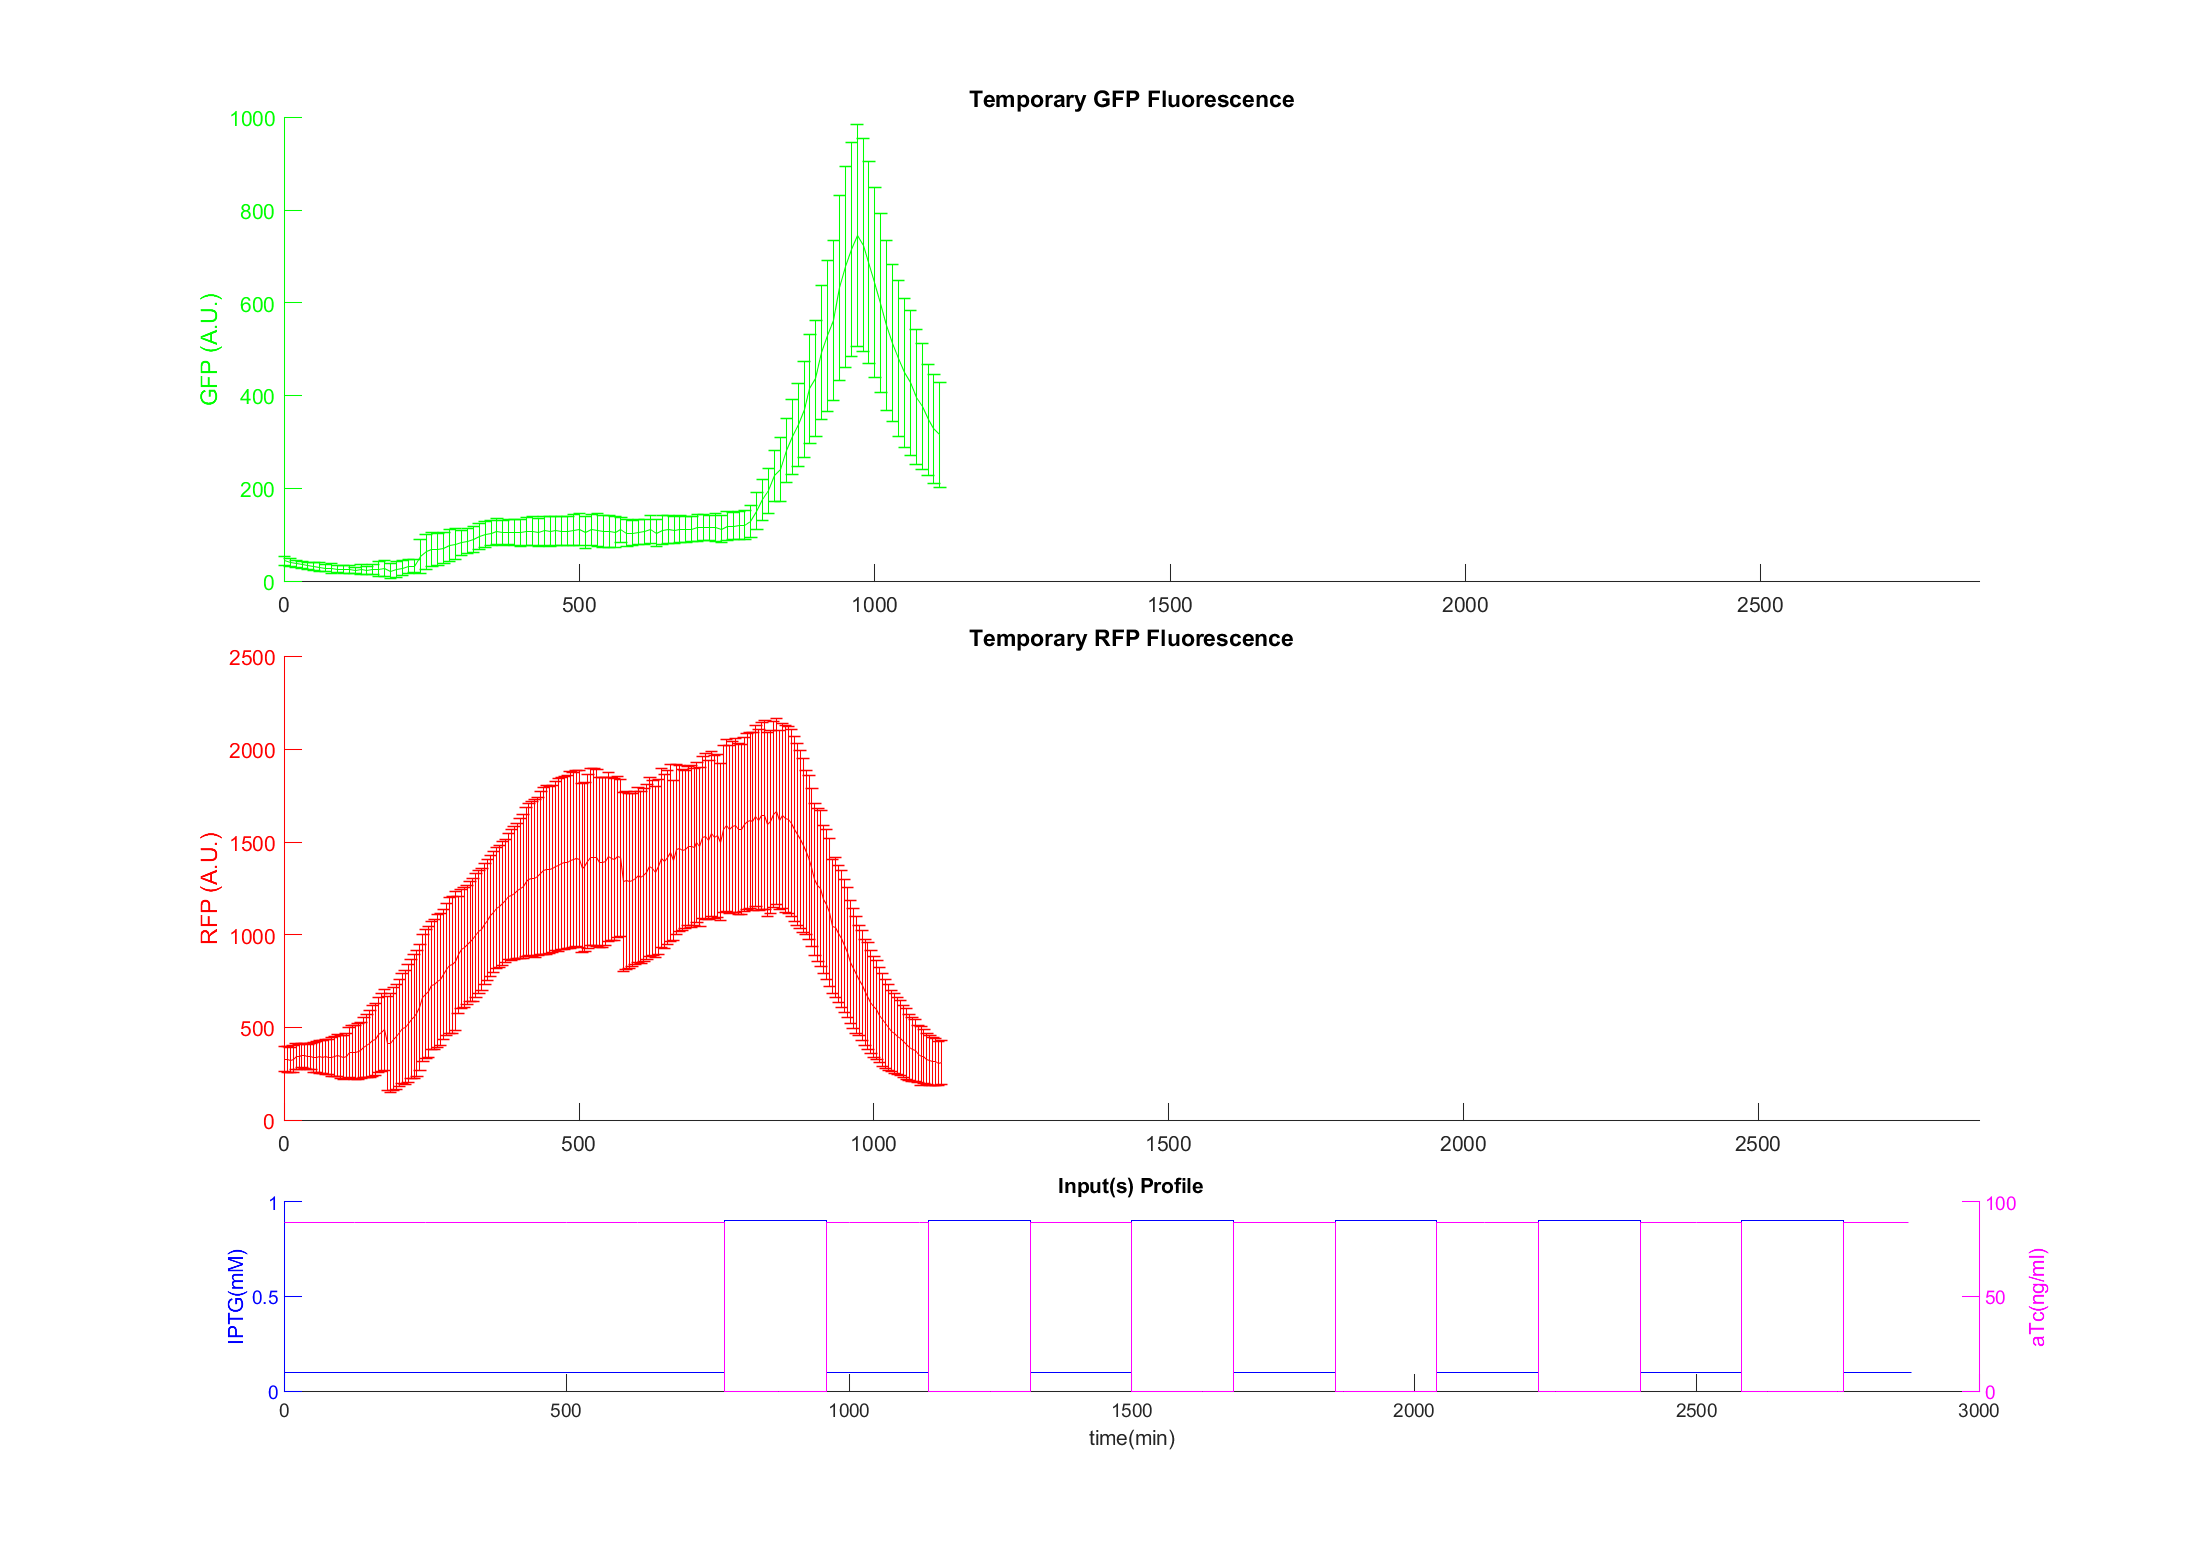 Temporary GFP Fluorescence
1000
800
600
400
200
0
GFP (A.U.)
0 500 1000 1500 2000 2500
Temporary RFP Fluorescence
2500
2000
1500
1000
500
0
RFP (A.U.)
0 500 1000 1500 2000 2500
Input(s) Profile
1
0.5
0
IPTG(mM)
100
50
0
aTc(ng/ml)
0 500 1000 1500 2000 2500 3000
time(min)